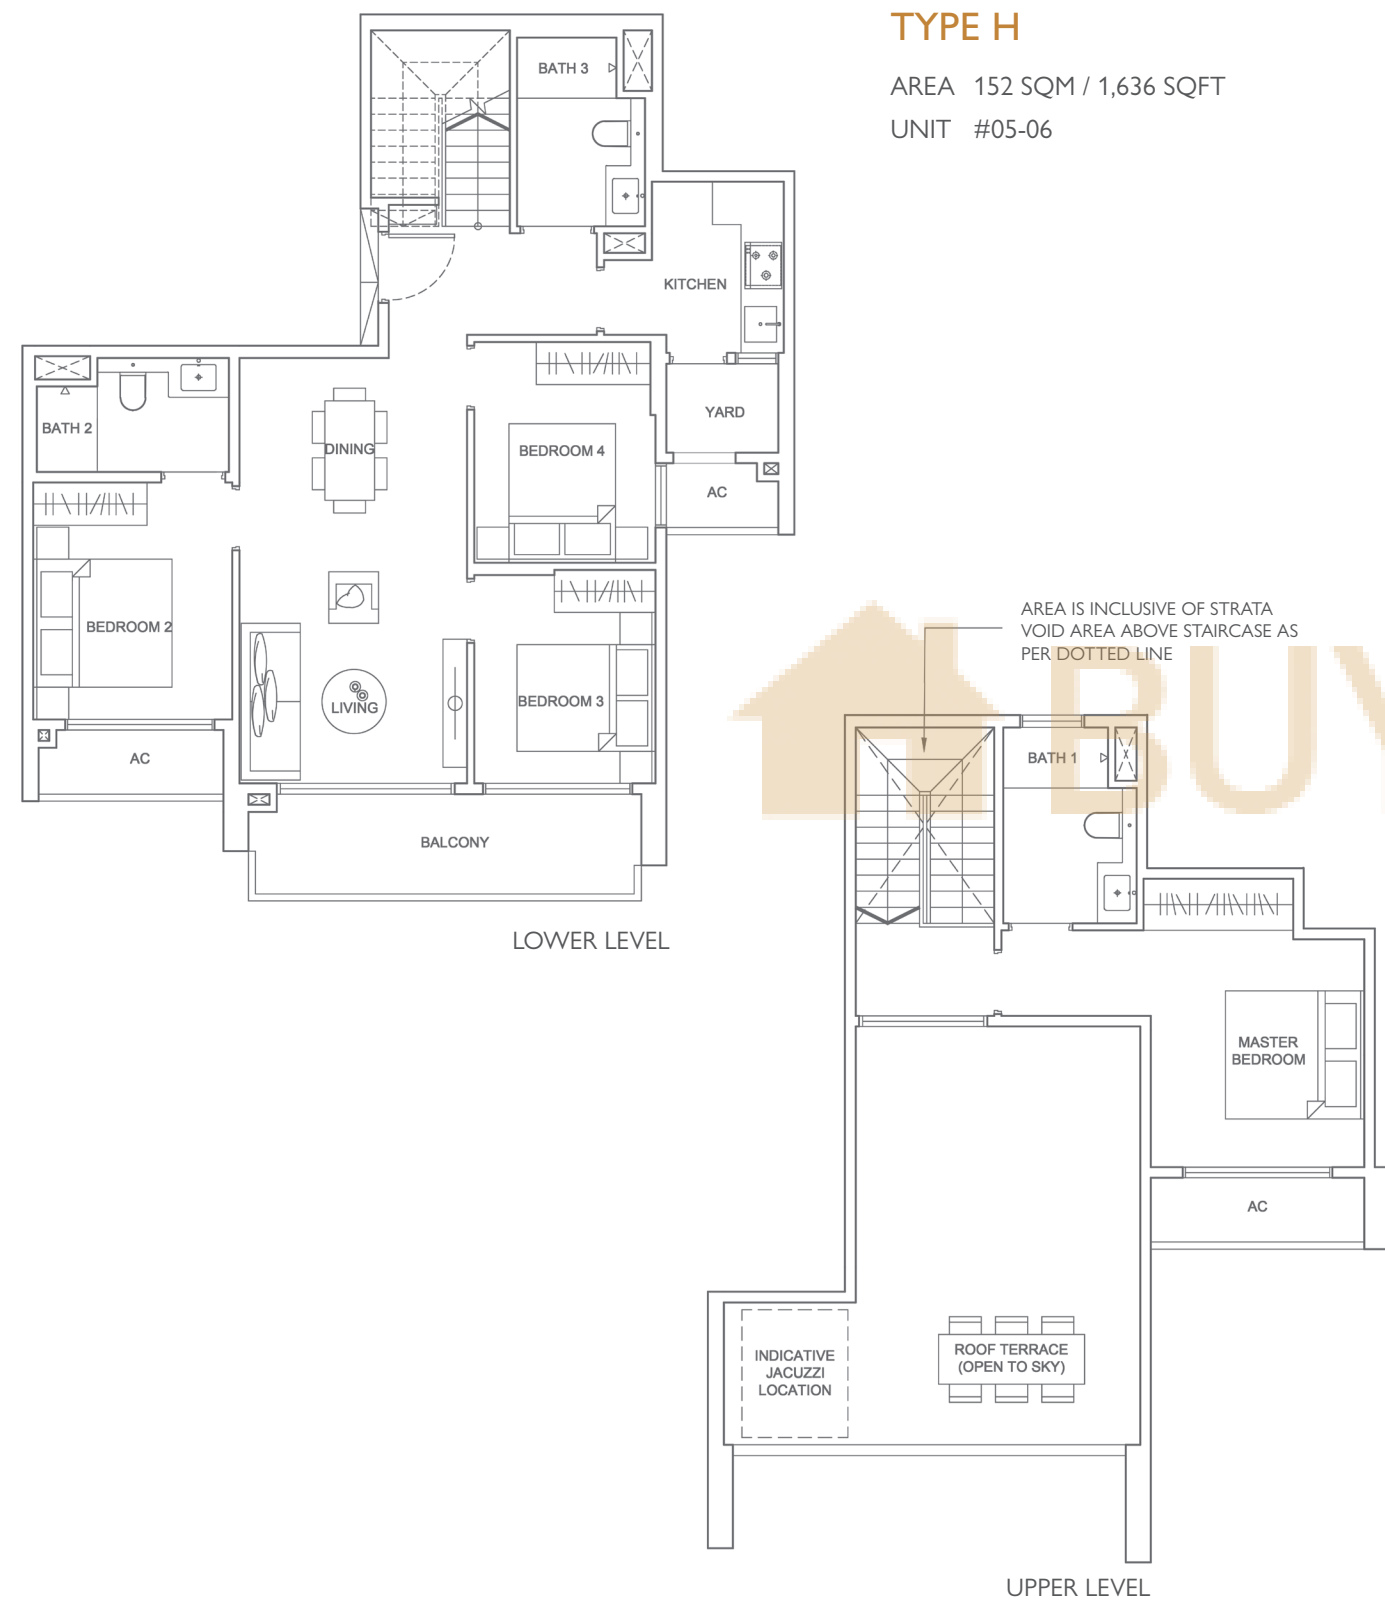 TYPE H
AREA 152 SQM / 1,636 SQFT
UNIT #05-06
BATH 3
KITCHEN
YARD
AC
BATH 2
DINING
BEDROOM 4
BEDROOM 2
LIVING
BEDROOM 3
AC
BALCONY
LOWER LEVEL
AREA IS INCLUSIVE OF STRATA
VOID AREA ABOVE STAIRCASE AS
PER DOTTED LINE
BUY
BATH 1
MASTER
BEDROOM
AC
INDICATIVE
JACUZZI
LOCATION
ROOF TERRACE
(OPEN TO SKY)
UPPER LEVEL